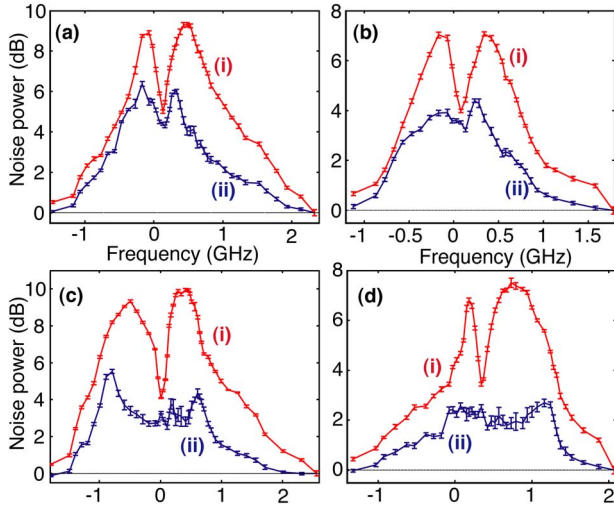 (a)
(i)
(ii)
Noise power (dB)
10
8
6
4
2
0
-1 0 1 2
Frequency (GHz)
(b)
(i)
(ii)
8
6
4
2
0
-1 -0.5 0 0.5 1 1.5
Frequency (GHz)
(c)
(i)
(ii)
Noise power (dB)
10
8
6
4
2
0
-1 0 1 2
(d)
(i)
(ii)
8
6
4
2
0
-1 0 1 2